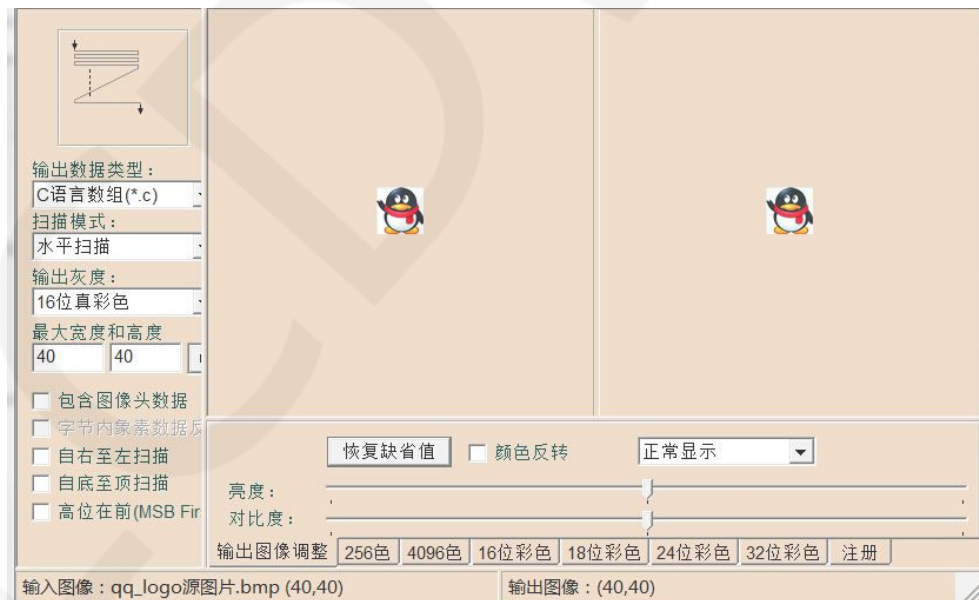 输出数据类型：
C语言数组(*.c)
扫描模式：
水平扫描
输出灰度：
16位真彩色
最大宽度和高度
40 40
包含图像头数据
字节内象素数据反
自右至左扫描
自底至顶扫描
高位在前(MSB Fir
恢复缺省值 颜色反转 正常显示
亮度：
对比度：
输出图像调整 256色 4096色 16位彩色 18位彩色 24位彩色 32位彩色 注册
输入图像：qq_logo源图片.bmp (40,40) 输出图像：(40,40)